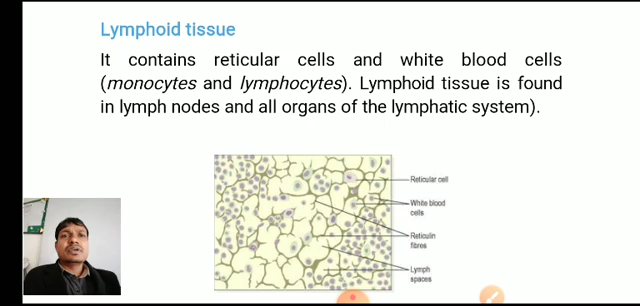 Lymphoid tissue
It contains reticular cells and white blood cells
(monocytes and lymphocytes). Lymphoid tissue is found
in lymph nodes and all organs of the lymphatic system).
Reticular cell
White blood
cells
Reticulin
fibres
Lymph
spaces